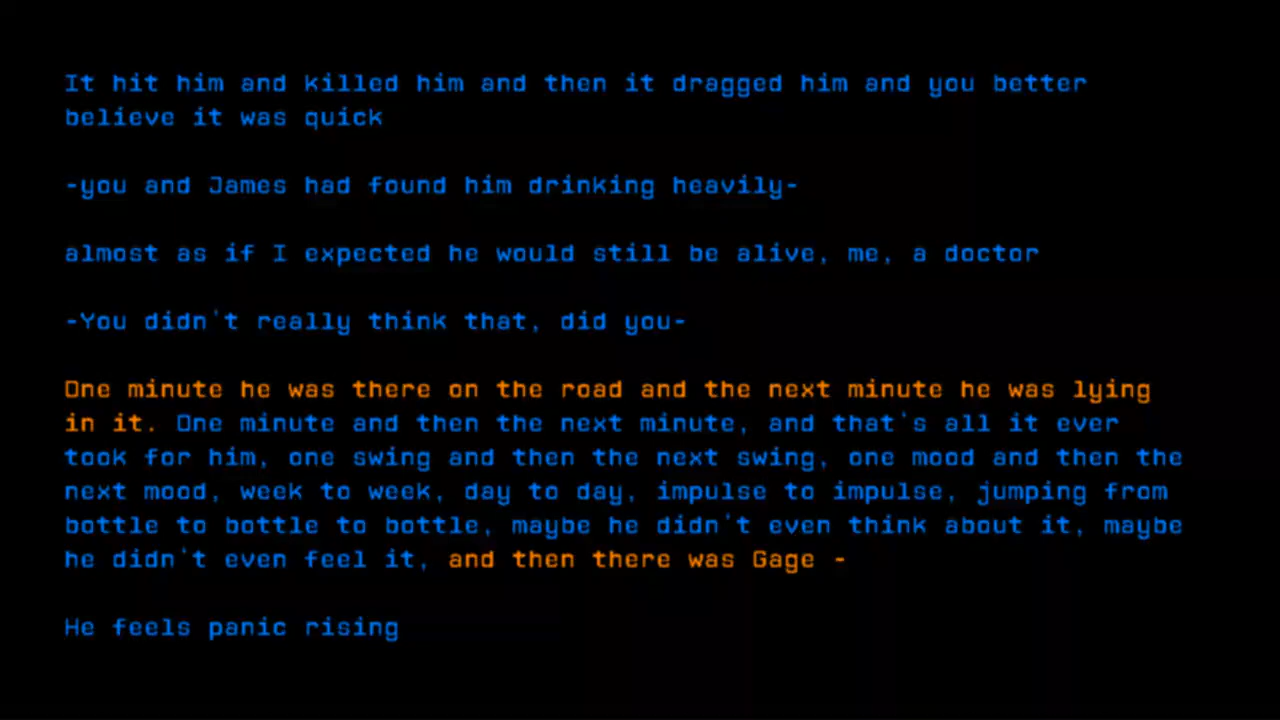 It hit him and killed him and then it dragged him and you better
believe it was quick
-you and James had found him drinking heavily-
almost as if I expected he would still be alive, me, a doctor
-You didn't really think that, did you-
One minute he was there on the road and the next minute he was lying
in it. One minute and then the next minute, and that's all it ever
took for him, one swing and then the next swing, one mood and then the
next mood, week to week, day to day, impulse to impulse, jumping from
bottle to bottle to bottle, maybe he didn't even think about it, maybe
he didn't even feel it, and then there was Gage -
He feels panic rising